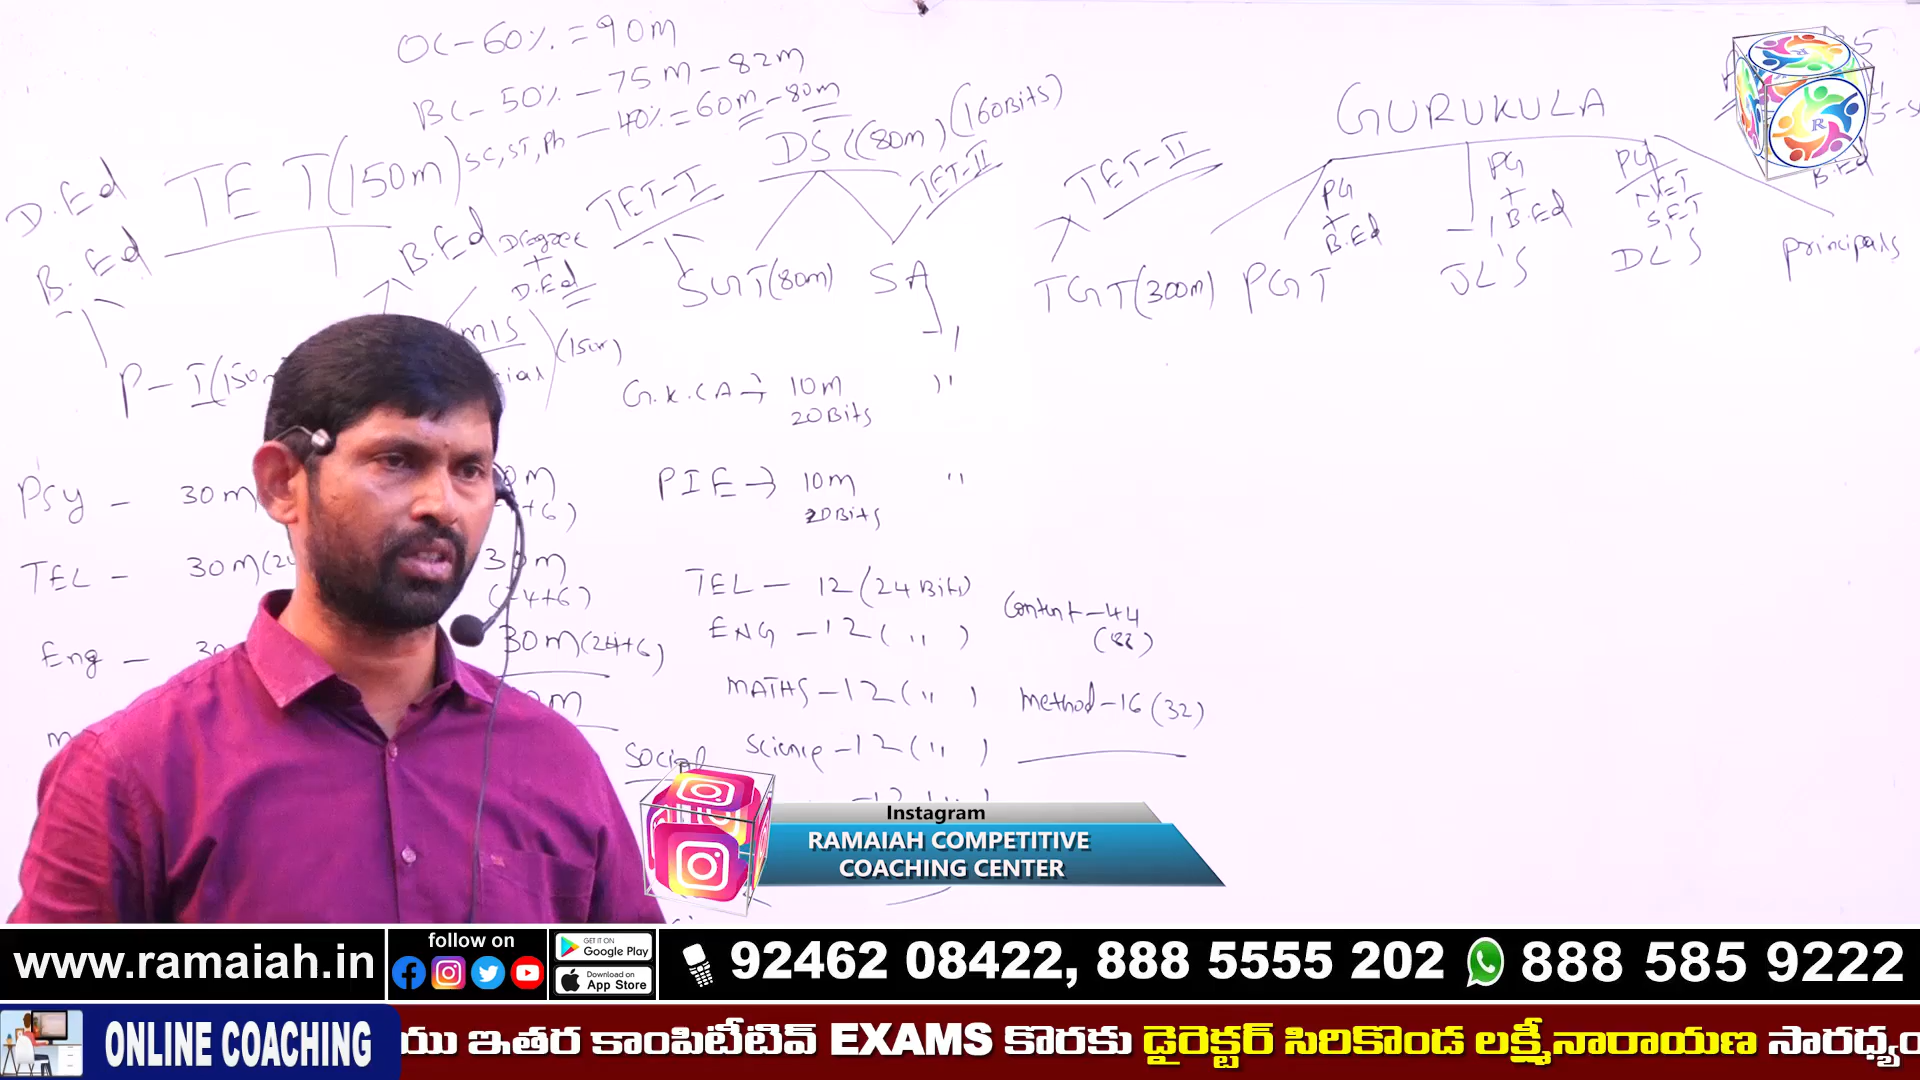 OC - 60% = 90m
BC - 50% - 75m - 82m
SC, ST, Ph - 40% = 60m - 80m
D.Ed
B.Ed
TET (150m)
P - I (150
B.Ed
Degree
+
D.Ed
TET-I
(150m)
Psy - 30m
TEL - 30m (2
30m
Eng - 30
30m (24+6)
Social
DSC (80m) (160Bits)
TET-II
SGT (80m)
SA
G.K.CA → 10m "
20Bits
PIE → 10m "
20Bits
TEL - 12 (24 Bits)
ENG - 12 ( " )
MATHS - 12 ( " )
Science - 12 ( " )
Content - 44
(88)
Method - 16 (32)
GURUKULA
TET-II
TGT (300m)
PG
+
B.Ed
PGT
PG
+
B.Ed
JL'S
PG
NET
SET
DL'S
B.Ed
principals
Instagram
RAMAIAH COMPETITIVE
COACHING CENTER
www.ramaiah.in
follow on
GET IT ON
Google Play
Download on
App Store
92462 08422, 888 5555 202
888 585 9222
ONLINE COACHING
ఇతర కాంపిటీటివ్ EXAMS కొరకు డైరెక్టర్ సిరికొండ లక్ష్మీనారాయణ సారధ్యం